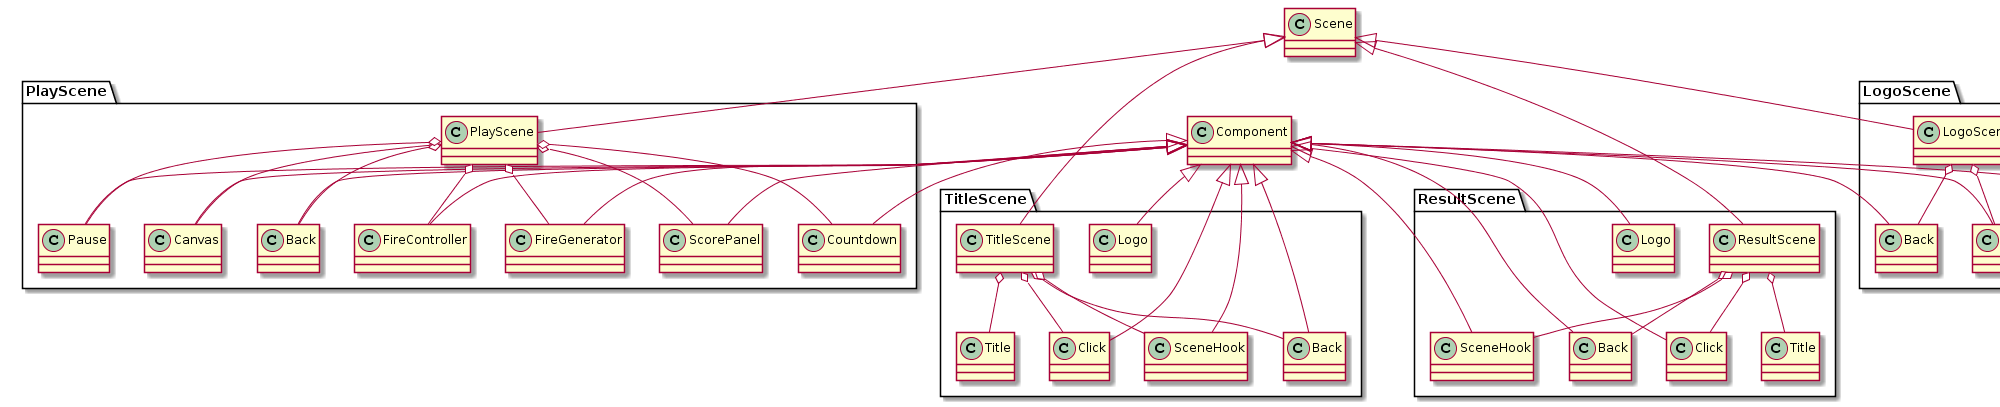 C Scene
PlayScene
LogoScene
C PlayScene
C Component
C LogoScen
TitleScene
ResultScene
C Pause
C Canvas
C Back
C FireController
C FireGenerator
C ScorePanel
C Countdown
C TitleScene
C Logo
C Logo
C ResultScene
C Back
C
C Title
C Click
C SceneHook
C Back
C SceneHook
C Back
C Click
C Title